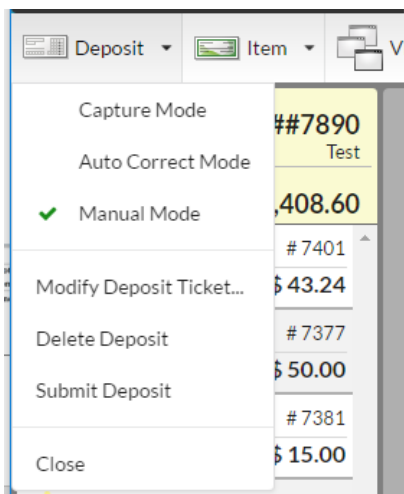 Deposit Item V
Capture Mode
##7890
Auto Correct Mode
Test
Manual Mode
,408.60
# 7401
Modify Deposit Ticket...
$ 43.24
Delete Deposit
# 7377
$ 50.00
Submit Deposit
# 7381
Close
$ 15.00